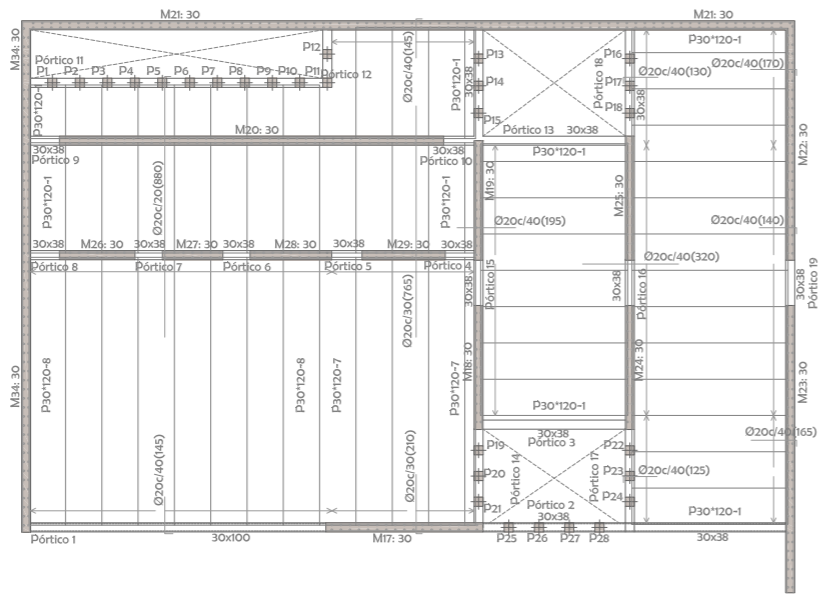 M21: 30
M21: 30
M34: 30
Pórtico 11
P12
P1 P2 P3 P4 P5 P6 P7 P8 P9 P10 P11
Pórtico 12
Ø20c/40(145)
P30*120-1
30x38
P13
P14
P15
Pórtico 18
P16
P17
P18
30x38
P30*120-1
Ø20c/40(170)
Ø20c/40(130)
P30*120-1
M20: 30
Pórtico 13
30x38
M22: 30
30x38
Pórtico 9
30x38
Pórtico 10
P30*120-1
P30*120-1
Ø20c/20(880)
P30*120-1
M19: 30
M25: 30
Ø20c/40(195)
Ø20c/40(140)
30x38
M26: 30
30x38
M27: 30
30x38
M28: 30
30x38
M29: 30
30x38
Ø20c/40(320)
Pórtico 8
Pórtico 7
Pórtico 6
Pórtico 5
Pórtico 4
30x38
Pórtico 15
30x38
Pórtico 16
30x38
Pórtico 19
Ø20c/30(765)
M34: 30
P30*120-8
P30*120-8
P30*120-7
P30*120-7
M18: 30
M24: 30
M23: 30
P30*120-1
Ø20c/40(145)
Ø20c/30(210)
30x38
Pórtico 3
Ø20c/40(165)
P19
P20
P21
Pórtico 14
Pórtico 17
P22
P23
P24
Ø20c/40(125)
Pórtico 2
30x38
P30*120-1
Pórtico 1
30x100
M17: 30
P25 P26 P27 P28
30x38